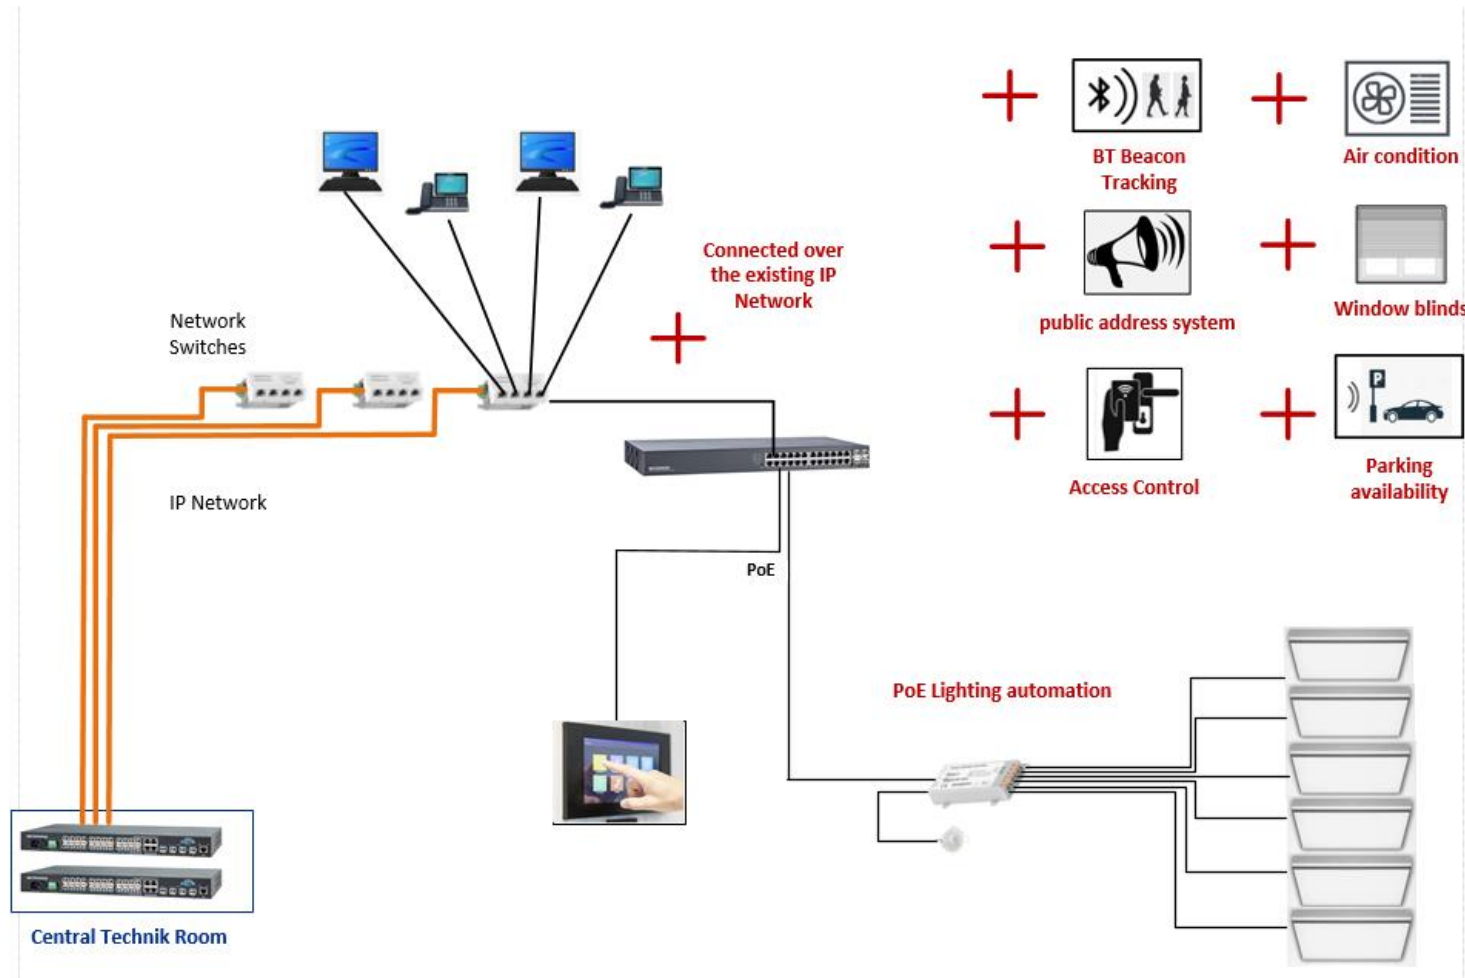 BT Beacon
Tracking
Air condition
Connected over
the existing IP
Network
public address system
Window blinds
Network
Switches
P
Access Control
Parking
availability
IP Network
PoE
PoE Lighting automation
Central Technik Room